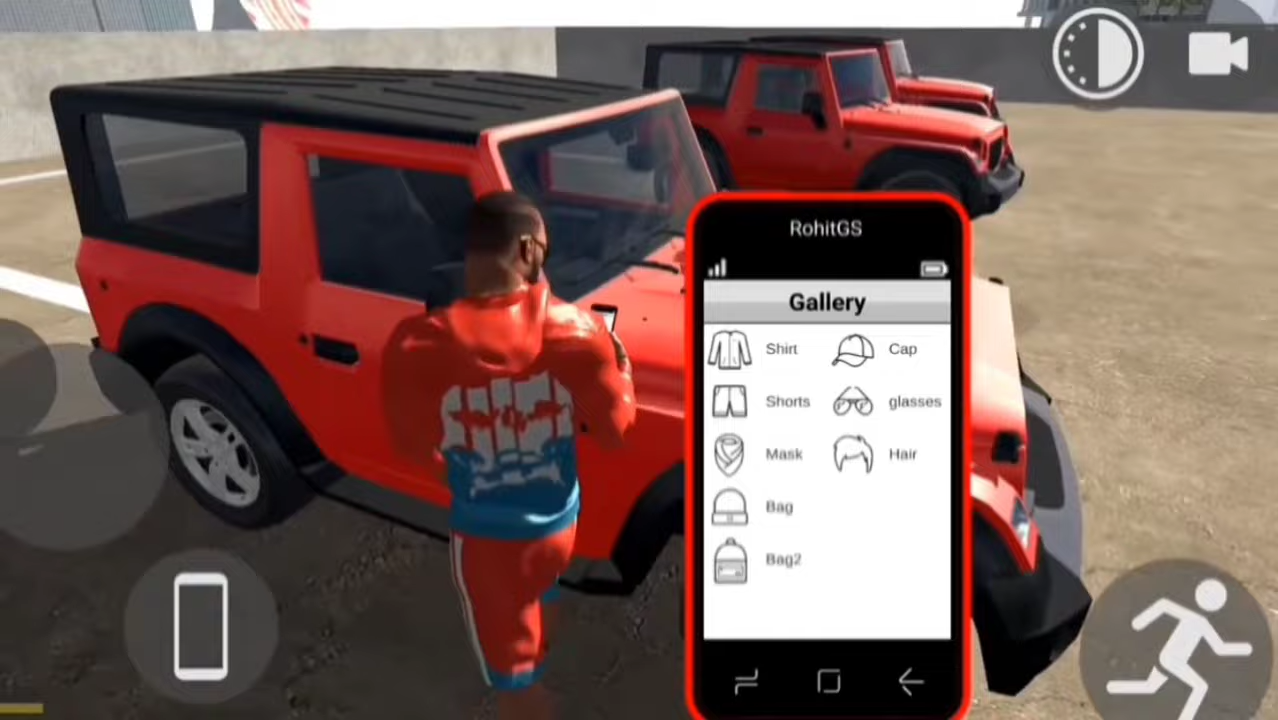 RohitGS
Gallery
Shirt
Cap
Shorts
glasses
Mask
Hair
Bag
Bag2